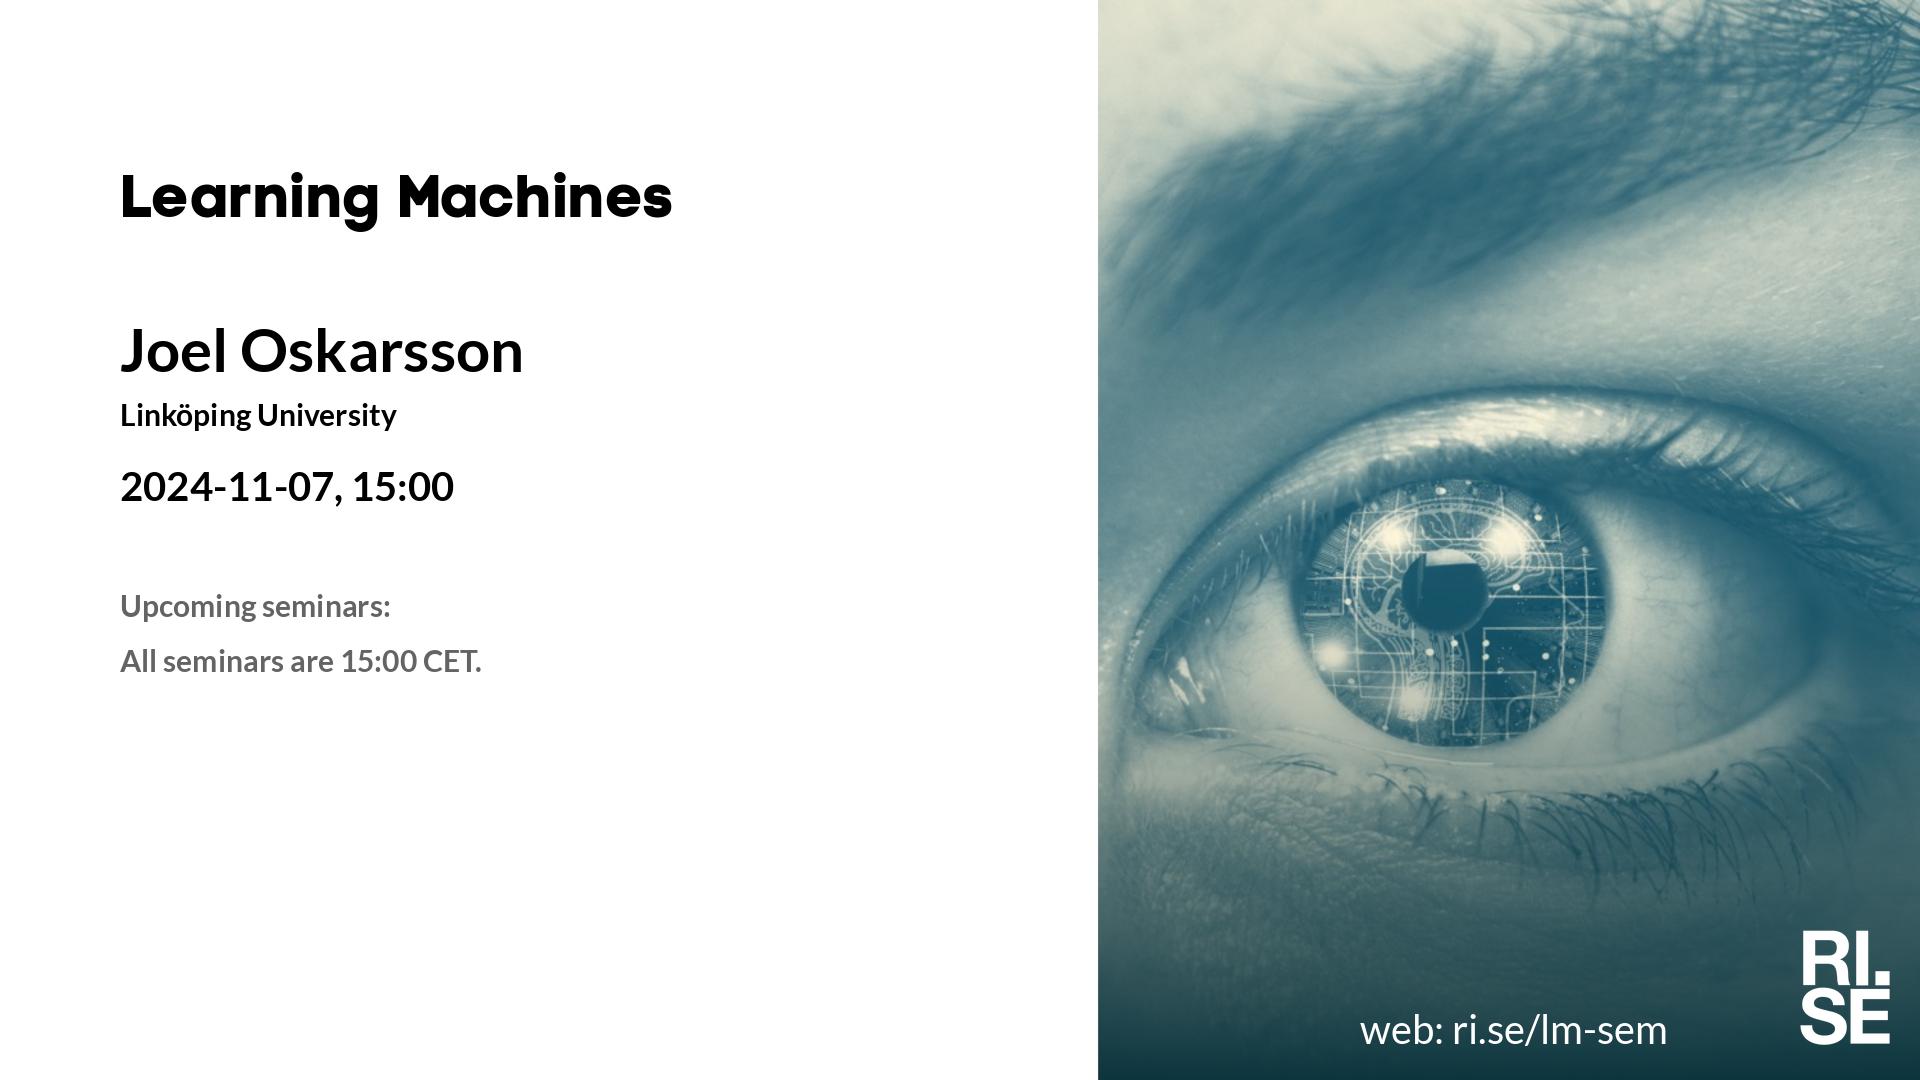 Learning Machines
Joel Oskarsson
Linköping University
2024-11-07, 15:00
Upcoming seminars:
All seminars are 15:00 CET.
web: ri.se/lm-sem
RI.
SE